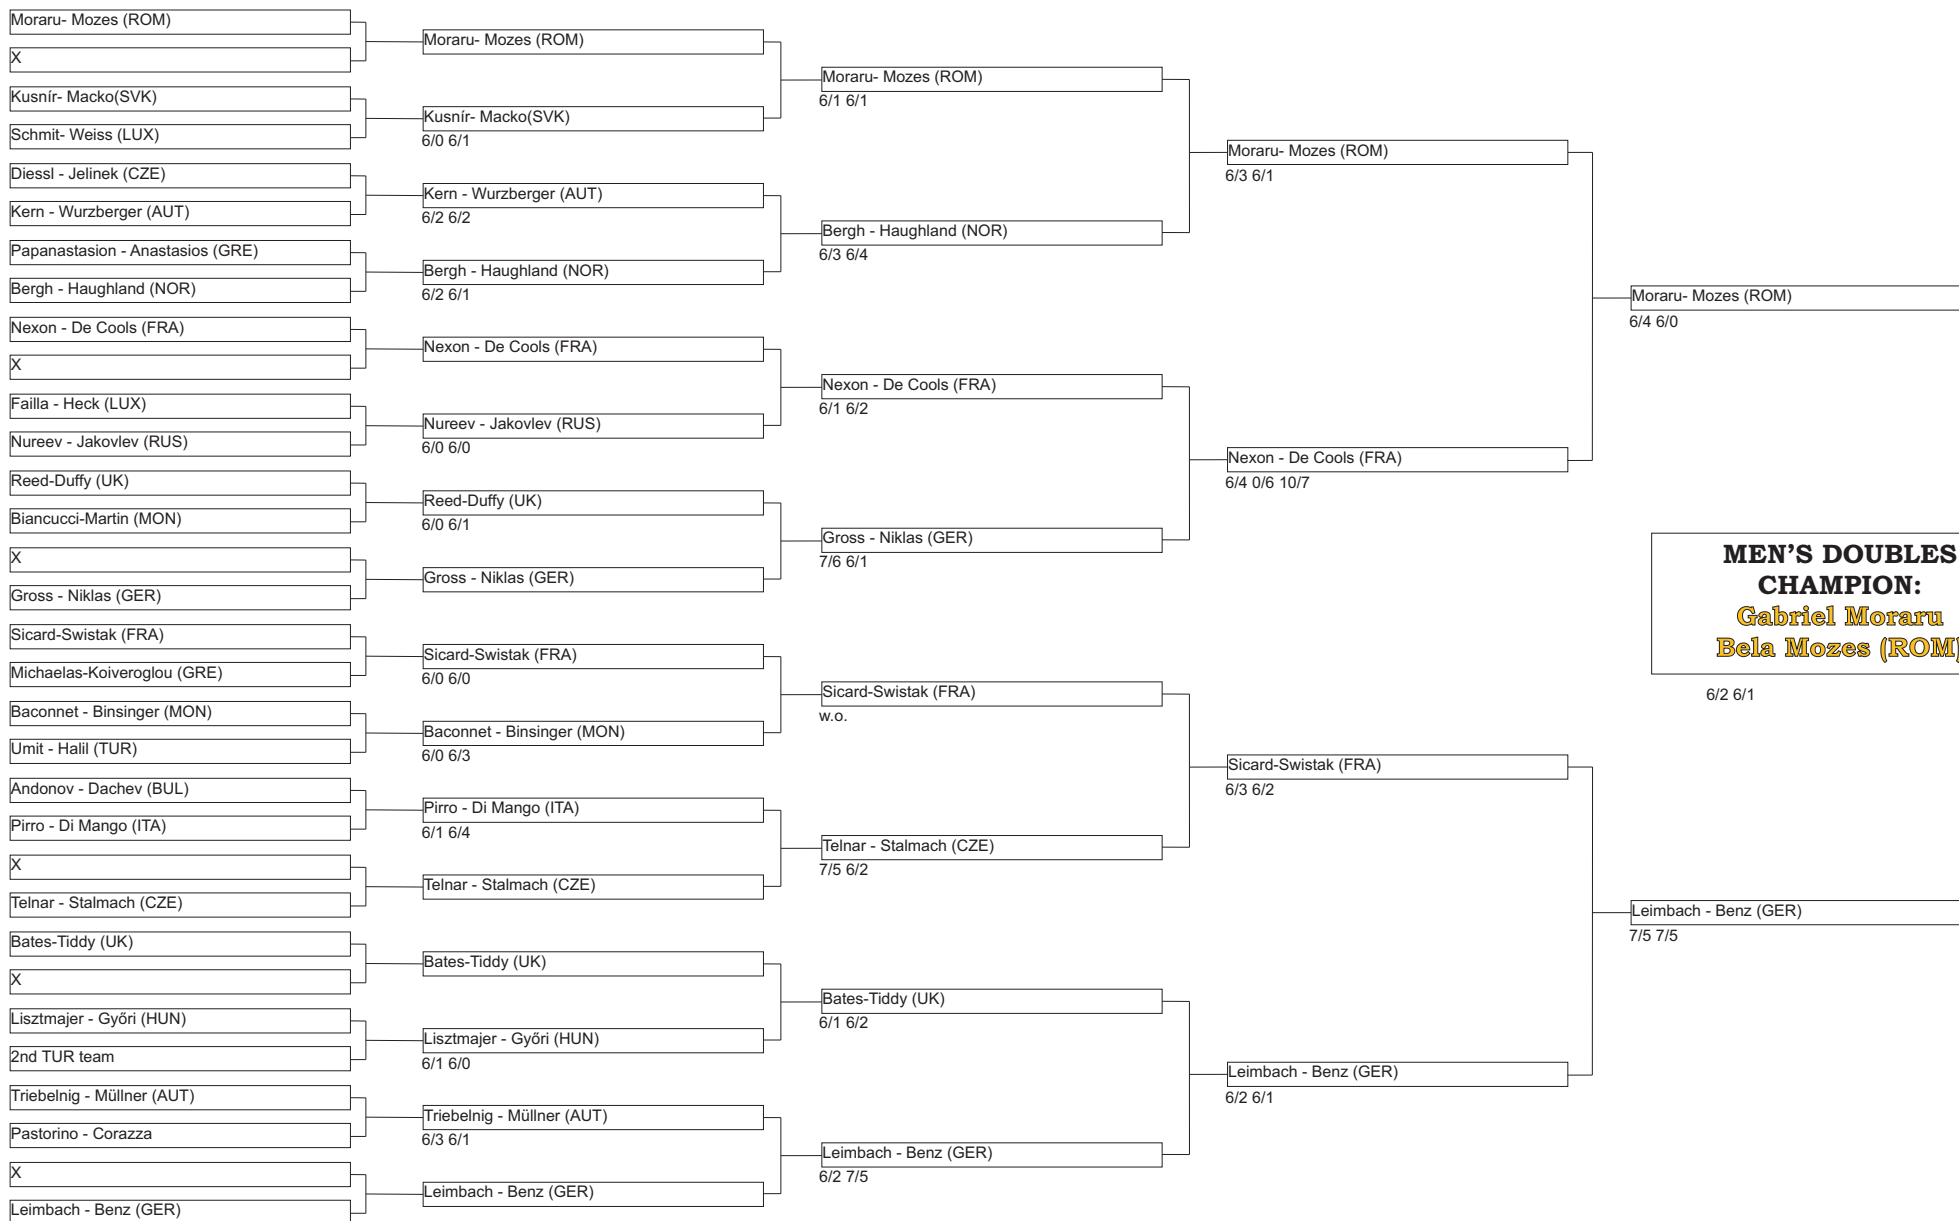 Moraru- Mozes (ROM)
X
Kusnír- Macko(SVK)
Schmit- Weiss (LUX)
Diessl - Jelinek (CZE)
Kern - Wurzberger (AUT)
Papanastasion - Anastasios (GRE)
Bergh - Haughland (NOR)
Nexon - De Cools (FRA)
X
Failla - Heck (LUX)
Nureev - Jakovlev (RUS)
Reed-Duffy (UK)
Biancucci-Martin (MON)
X
Gross - Niklas (GER)
Sicard-Swistak (FRA)
Michaelas-Koiveroglou (GRE)
Baconnet - Binsinger (MON)
Umit - Halil (TUR)
Andonov - Dachev (BUL)
Pirro - Di Mango (ITA)
X
Telnar - Stalmach (CZE)
Bates-Tiddy (UK)
X
Lisztmajer - Győri (HUN)
2nd TUR team
Triebelnig - Müllner (AUT)
Pastorino - Corazza
X
Leimbach - Benz (GER)
Moraru- Mozes (ROM)
Kusnír- Macko(SVK)
6/0 6/1
Kern - Wurzberger (AUT)
6/2 6/2
Bergh - Haughland (NOR)
6/2 6/1
Nexon - De Cools (FRA)
Nureev - Jakovlev (RUS)
6/0 6/0
Reed-Duffy (UK)
6/0 6/1
Gross - Niklas (GER)
Sicard-Swistak (FRA)
6/0 6/0
Baconnet - Binsinger (MON)
6/0 6/3
Pirro - Di Mango (ITA)
6/1 6/4
Telnar - Stalmach (CZE)
Bates-Tiddy (UK)
Lisztmajer - Győri (HUN)
6/1 6/0
Triebelnig - Müllner (AUT)
6/3 6/1
Leimbach - Benz (GER)
Moraru- Mozes (ROM)
6/1 6/1
Bergh - Haughland (NOR)
6/3 6/4
Nexon - De Cools (FRA)
6/1 6/2
Gross - Niklas (GER)
7/6 6/1
Sicard-Swistak (FRA)
w.o.
Telnar - Stalmach (CZE)
7/5 6/2
Bates-Tiddy (UK)
6/1 6/2
Leimbach - Benz (GER)
6/2 7/5
Moraru- Mozes (ROM)
6/3 6/1
Nexon - De Cools (FRA)
6/4 0/6 10/7
Sicard-Swistak (FRA)
6/3 6/2
Leimbach - Benz (GER)
6/2 6/1
Moraru- Mozes (ROM)
6/4 6/0
Leimbach - Benz (GER)
7/5 7/5
MEN'S DOUBLES
CHAMPION:
Gabriel Moraru
Bela Mozes (ROM)
6/2 6/1